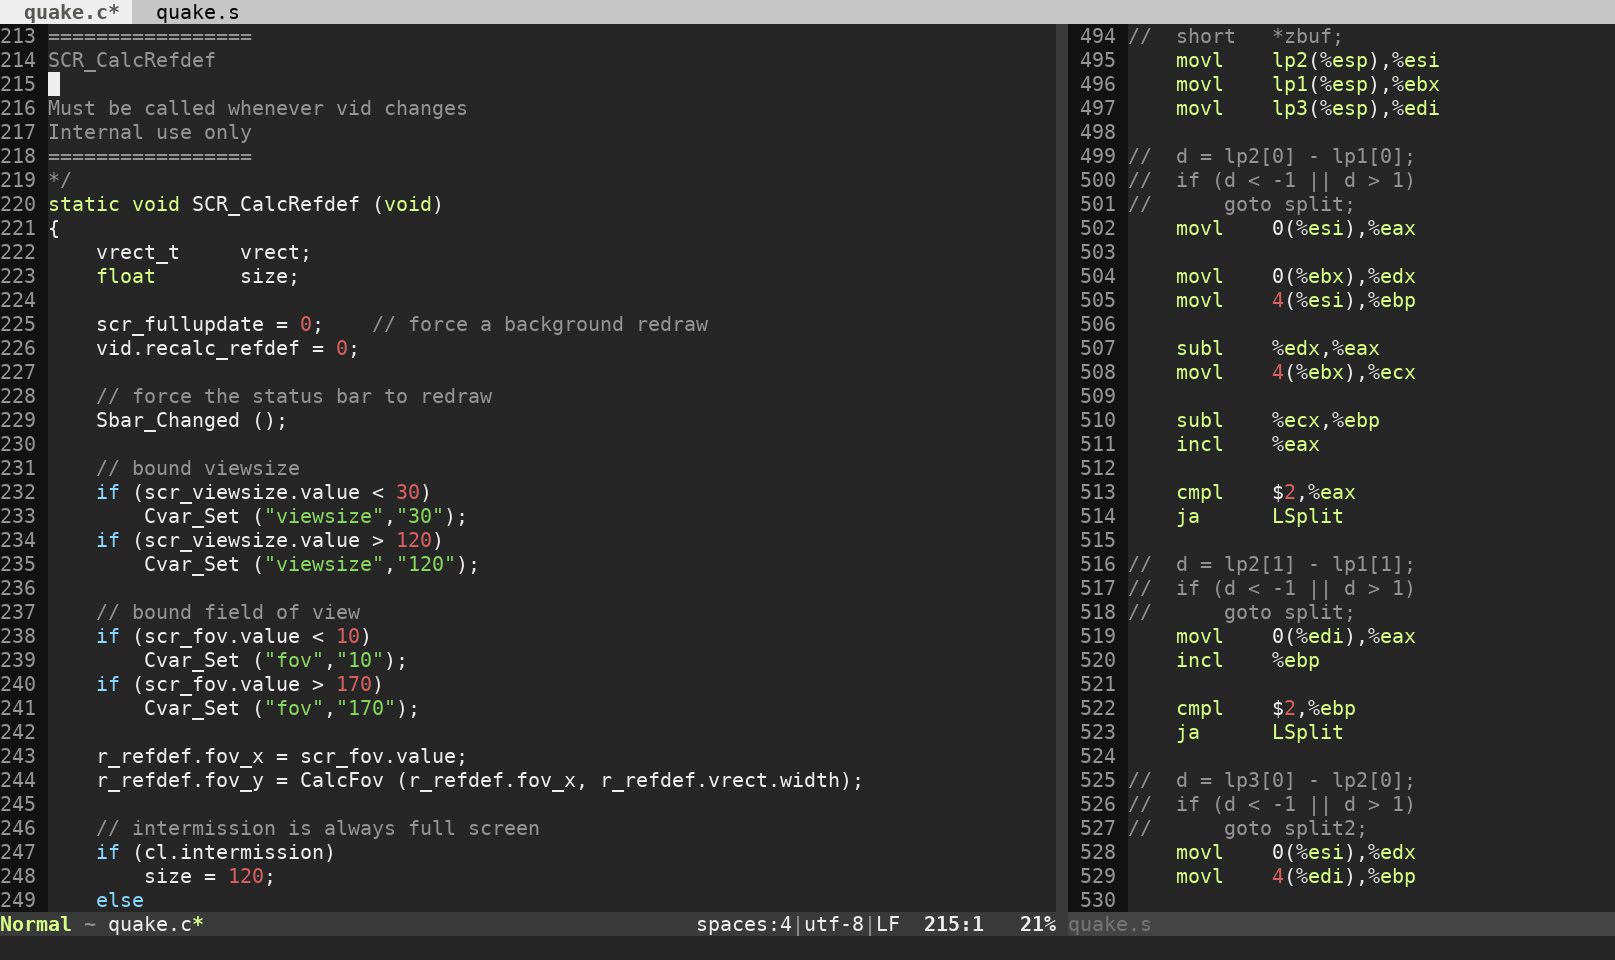 quake.c*  quake.s
213 =================
214 SCR_CalcRefdef
215
216 Must be called whenever vid changes
217 Internal use only
218 =================
219 */
220 static void SCR_CalcRefdef (void)
221 {
222     vrect_t     vrect;
223     float       size;
224
225     scr_fullupdate = 0;    // force a background redraw
226     vid.recalc_refdef = 0;
227
228     // force the status bar to redraw
229     Sbar_Changed ();
230
231     // bound viewsize
232     if (scr_viewsize.value < 30)
233         Cvar_Set ("viewsize","30");
234     if (scr_viewsize.value > 120)
235         Cvar_Set ("viewsize","120");
236
237     // bound field of view
238     if (scr_fov.value < 10)
239         Cvar_Set ("fov","10");
240     if (scr_fov.value > 170)
241         Cvar_Set ("fov","170");
242
243     r_refdef.fov_x = scr_fov.value;
244     r_refdef.fov_y = CalcFov (r_refdef.fov_x, r_refdef.vrect.width);
245
246     // intermission is always full screen
247     if (cl.intermission)
248         size = 120;
249     else
Normal ~ quake.c*  spaces:4|utf-8|LF  215:1   21%
494 //  short   *zbuf;
495     movl    lp2(%esp),%esi
496     movl    lp1(%esp),%ebx
497     movl    lp3(%esp),%edi
498
499 //  d = lp2[0] - lp1[0];
500 //  if (d < -1 || d > 1)
501 //      goto split;
502     movl    0(%esi),%eax
503
504     movl    0(%ebx),%edx
505     movl    4(%esi),%ebp
506
507     subl    %edx,%eax
508     movl    4(%ebx),%ecx
509
510     subl    %ecx,%ebp
511     incl    %eax
512
513     cmpl    $2,%eax
514     ja      LSplit
515
516 //  d = lp2[1] - lp1[1];
517 //  if (d < -1 || d > 1)
518 //      goto split;
519     movl    0(%edi),%eax
520     incl    %ebp
521
522     cmpl    $2,%ebp
523     ja      LSplit
524
525 //  d = lp3[0] - lp2[0];
526 //  if (d < -1 || d > 1)
527 //      goto split2;
528     movl    0(%esi),%edx
529     movl    4(%edi),%ebp
530
quake.s